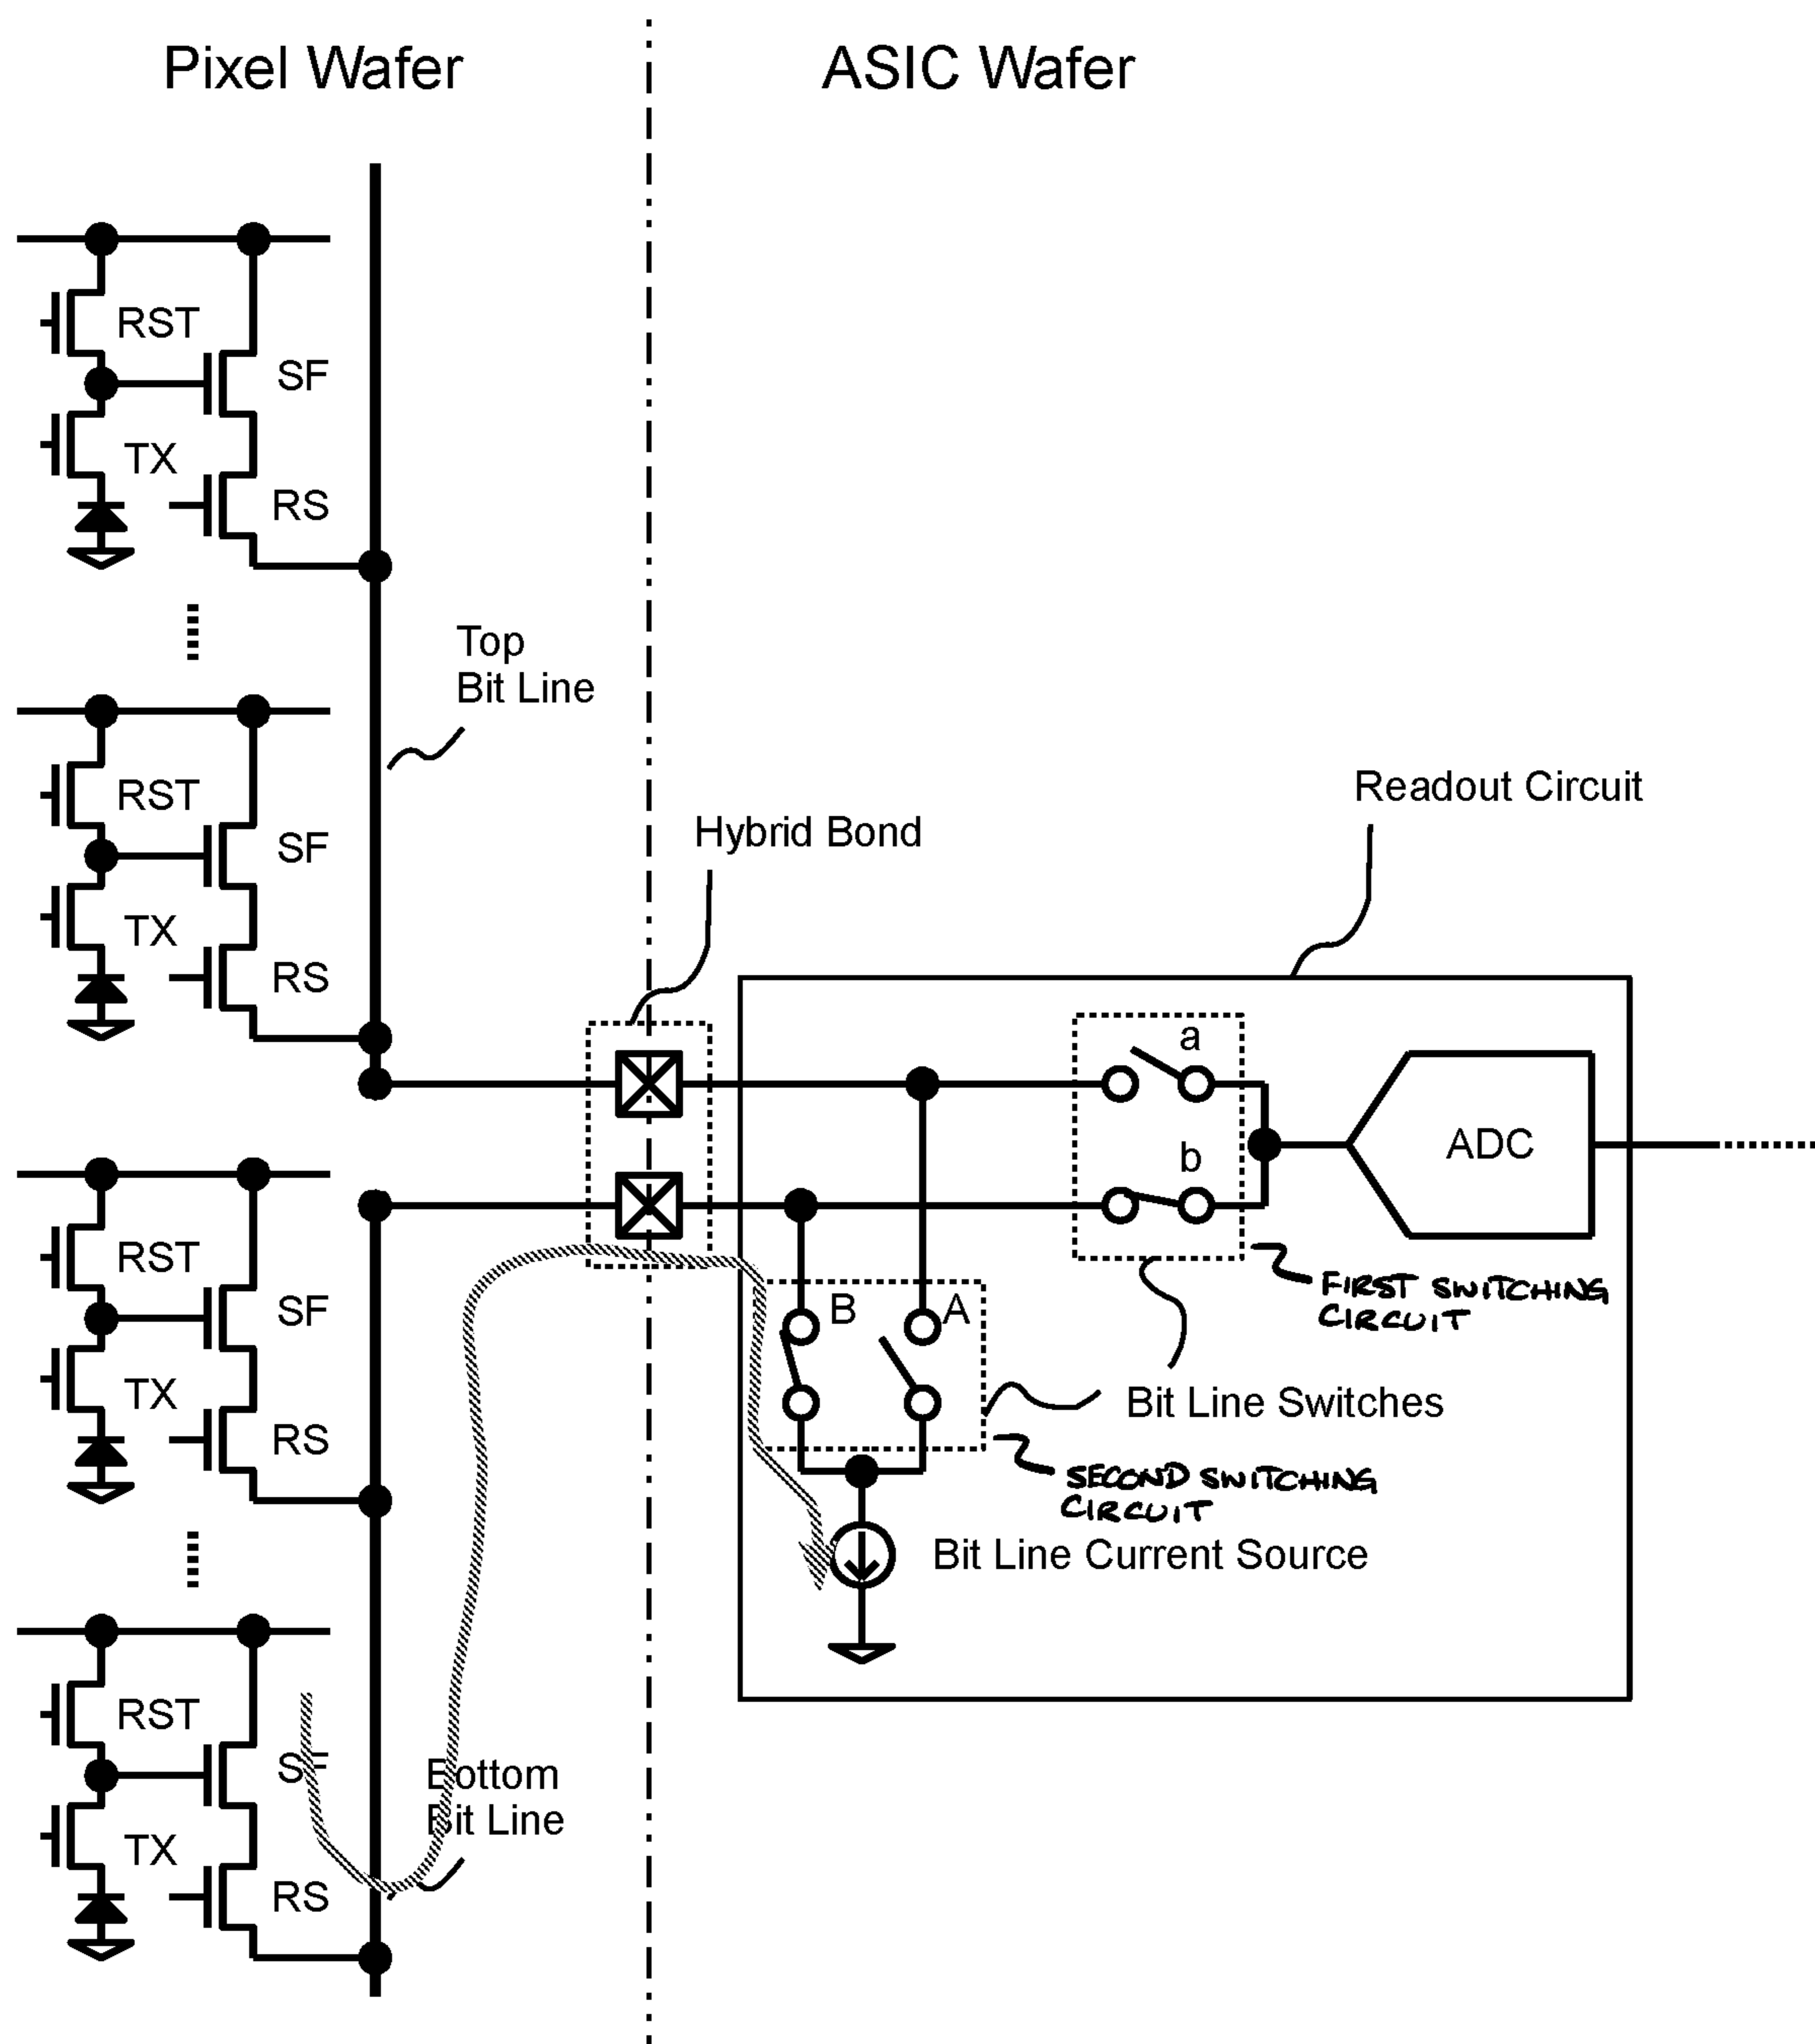 Pixel Wafer
ASIC Wafer
RST
SF
TX
RS
Top
Bit Line
RST
SF
TX
RS
Hybrid Bond
Readout Circuit
a
b
ADC
FIRST SWITCHING
CIRCUIT
RST
SF
TX
RS
B
A
Bit Line Switches
SECOND SWITCHING
CIRCUIT
Bit Line Current Source
RST
SF
TX
RS
Bottom
Bit Line